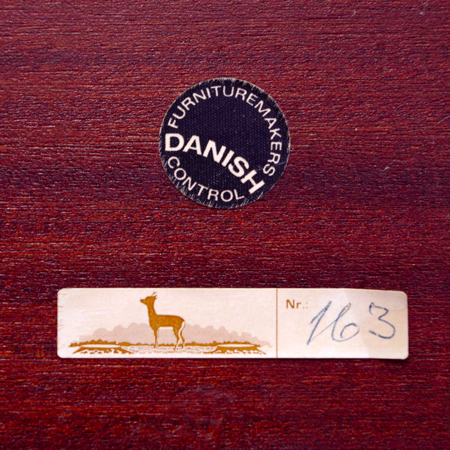 FURNITUREMAKERS
DANISH
CONTROL
Nr.: 163